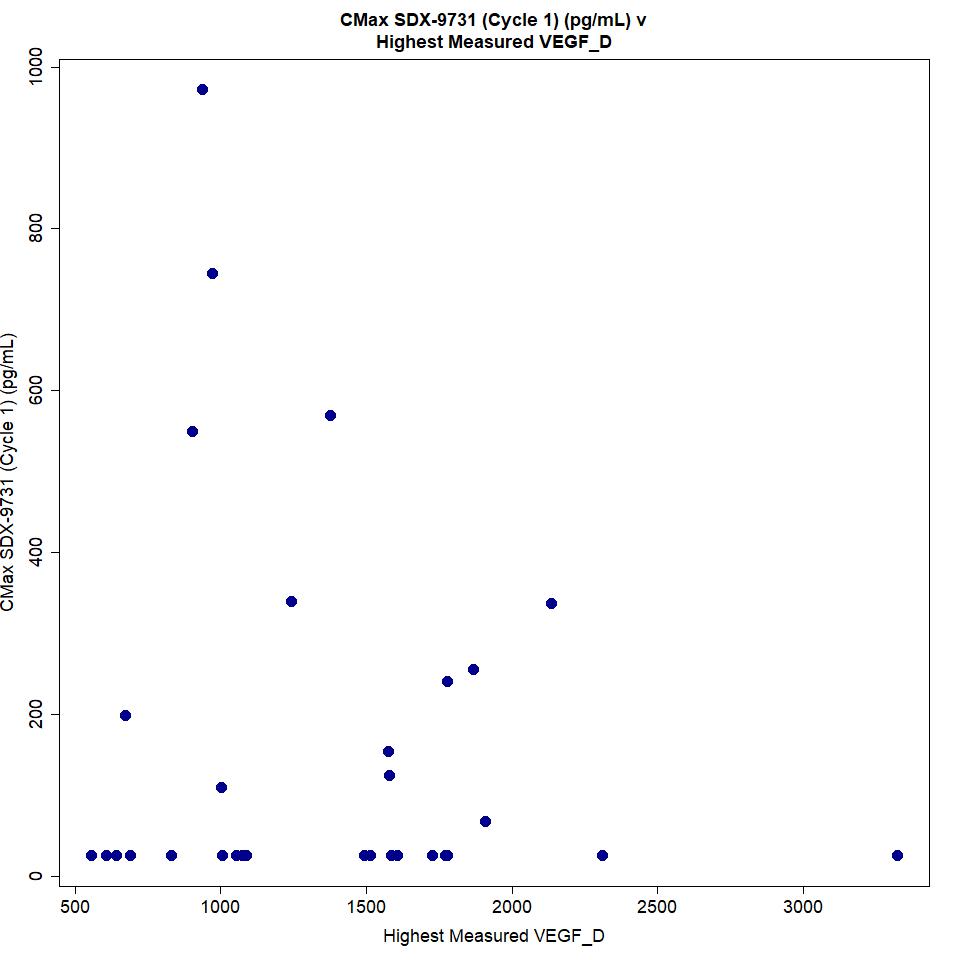 CMax SDX-9731 (Cycle 1) (pg/mL) v
Highest Measured VEGF_D
CMax SDX-9731 (Cycle 1) (pg/mL)
1000
800
600
400
200
0
500 1000 1500 2000 2500 3000
Highest Measured VEGF_D